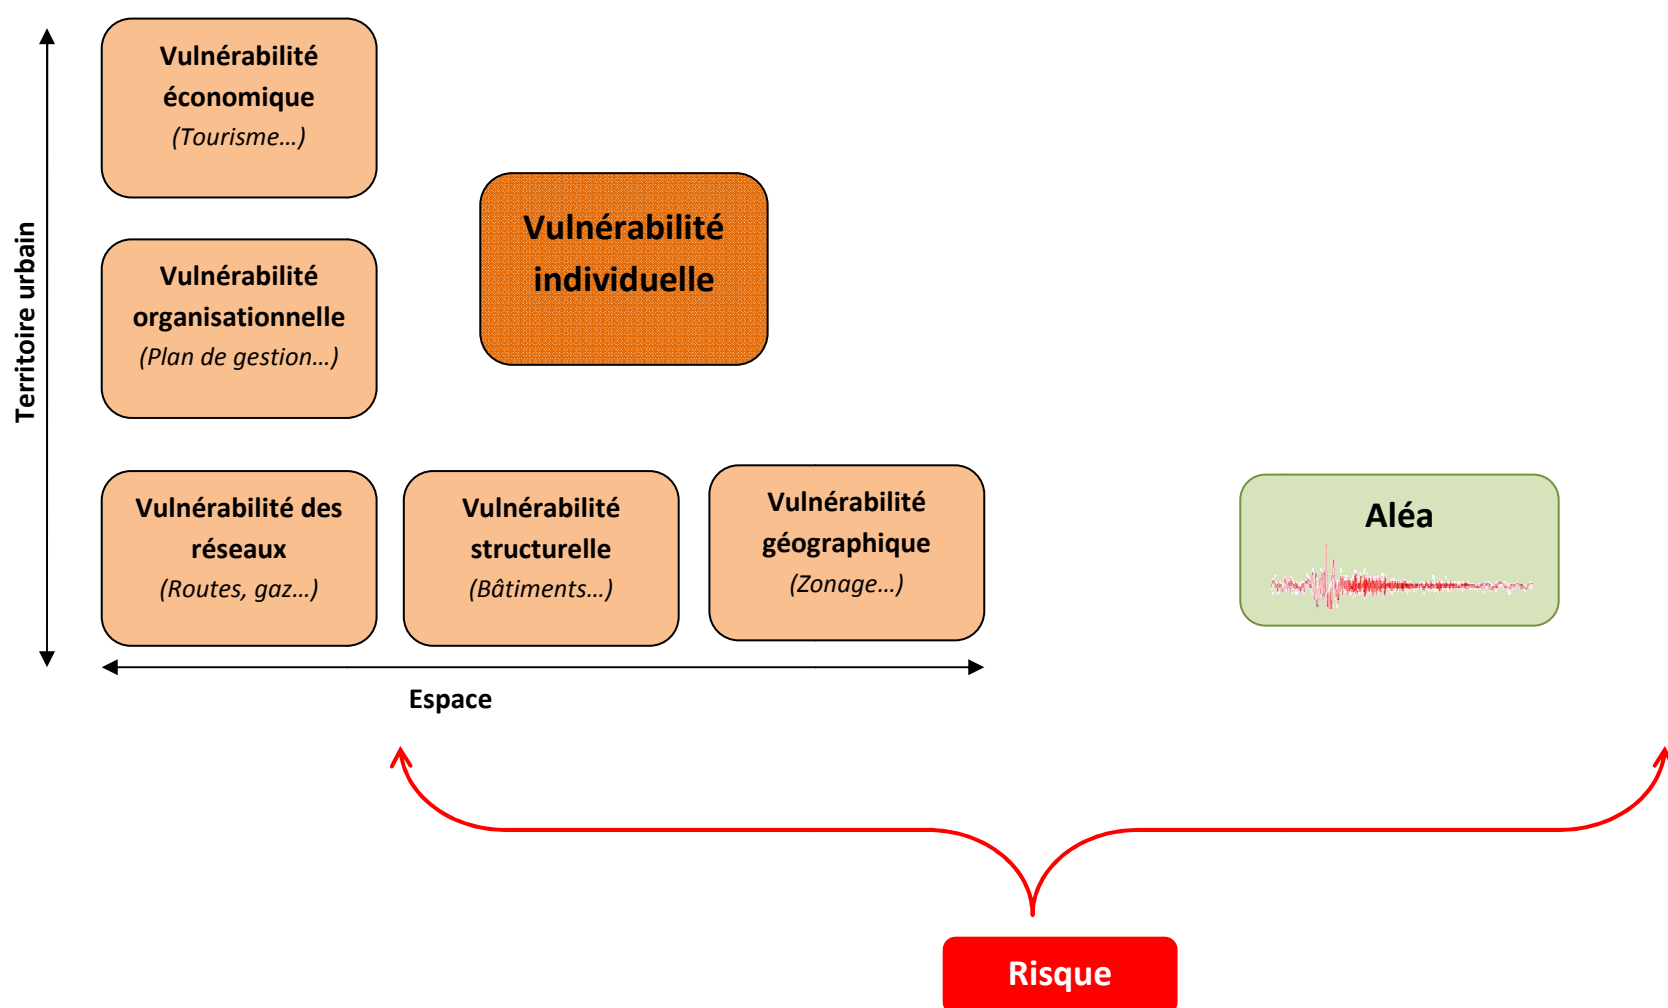 Vulnérabilité
économique
(Tourisme…)
Territoire urbain
Vulnérabilité
individuelle
Vulnérabilité
organisationnelle
(Plan de gestion…)
Vulnérabilité des
réseaux
(Routes, gaz…)
Vulnérabilité
structurelle
(Bâtiments…)
Vulnérabilité
géographique
(Zonage…)
Aléa
Espace
Risque